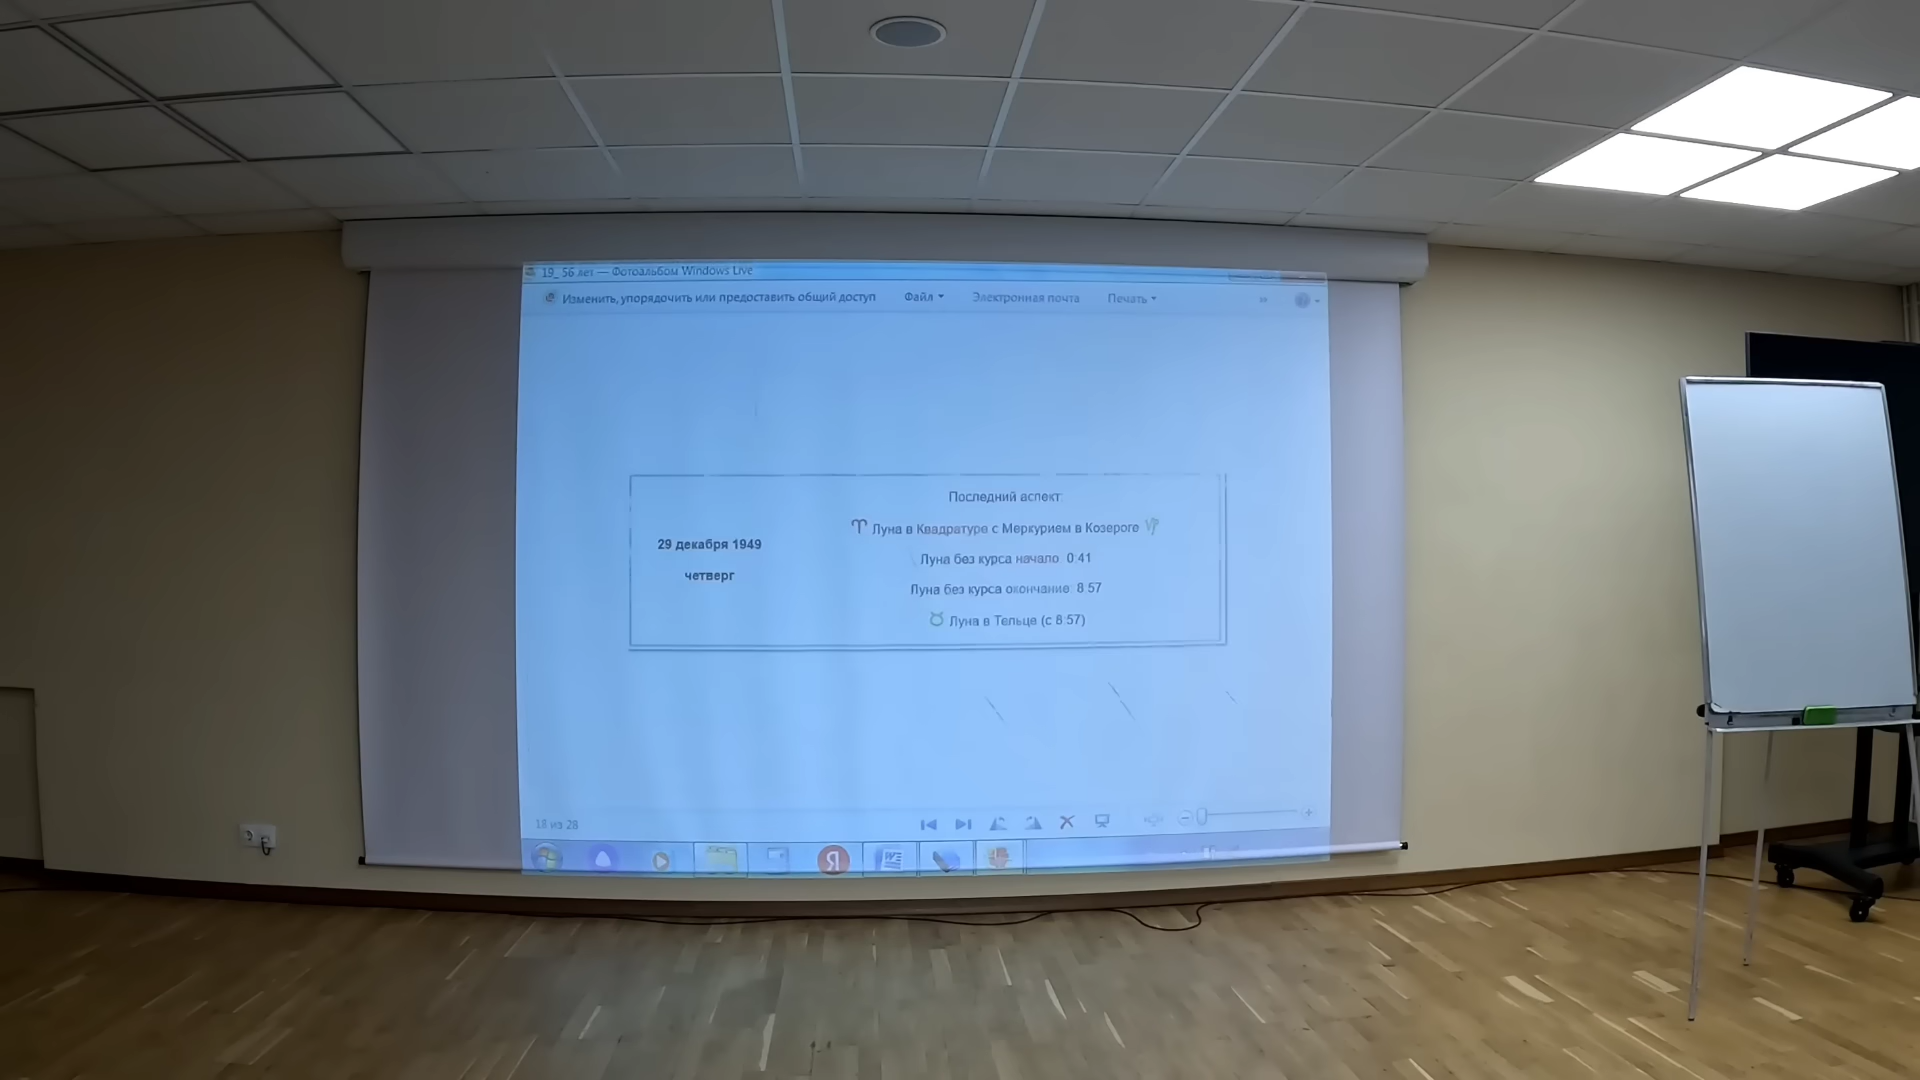 19_ 56 лет — Фотоальбом Windows Live
Изменить, упорядочить или предоставить общий доступ Файл Электронная почта Печать
Последний аспект:
Луна в Квадратуре с Меркурием в Козероге
29 декабря 1949
четверг
Луна без курса начало: 0:41
Луна без курса окончание: 8:57
Луна в Тельце (с 8:57)
18 из 28
Я
W